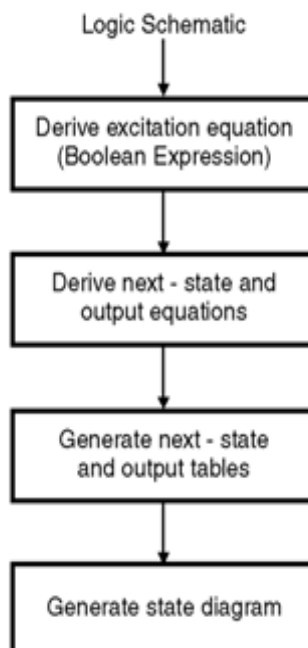 Logic Schematic
Derive excitation equation
(Boolean Expression)
Derive next - state and
output equations
Generate next - state
and output tables
Generate state diagram